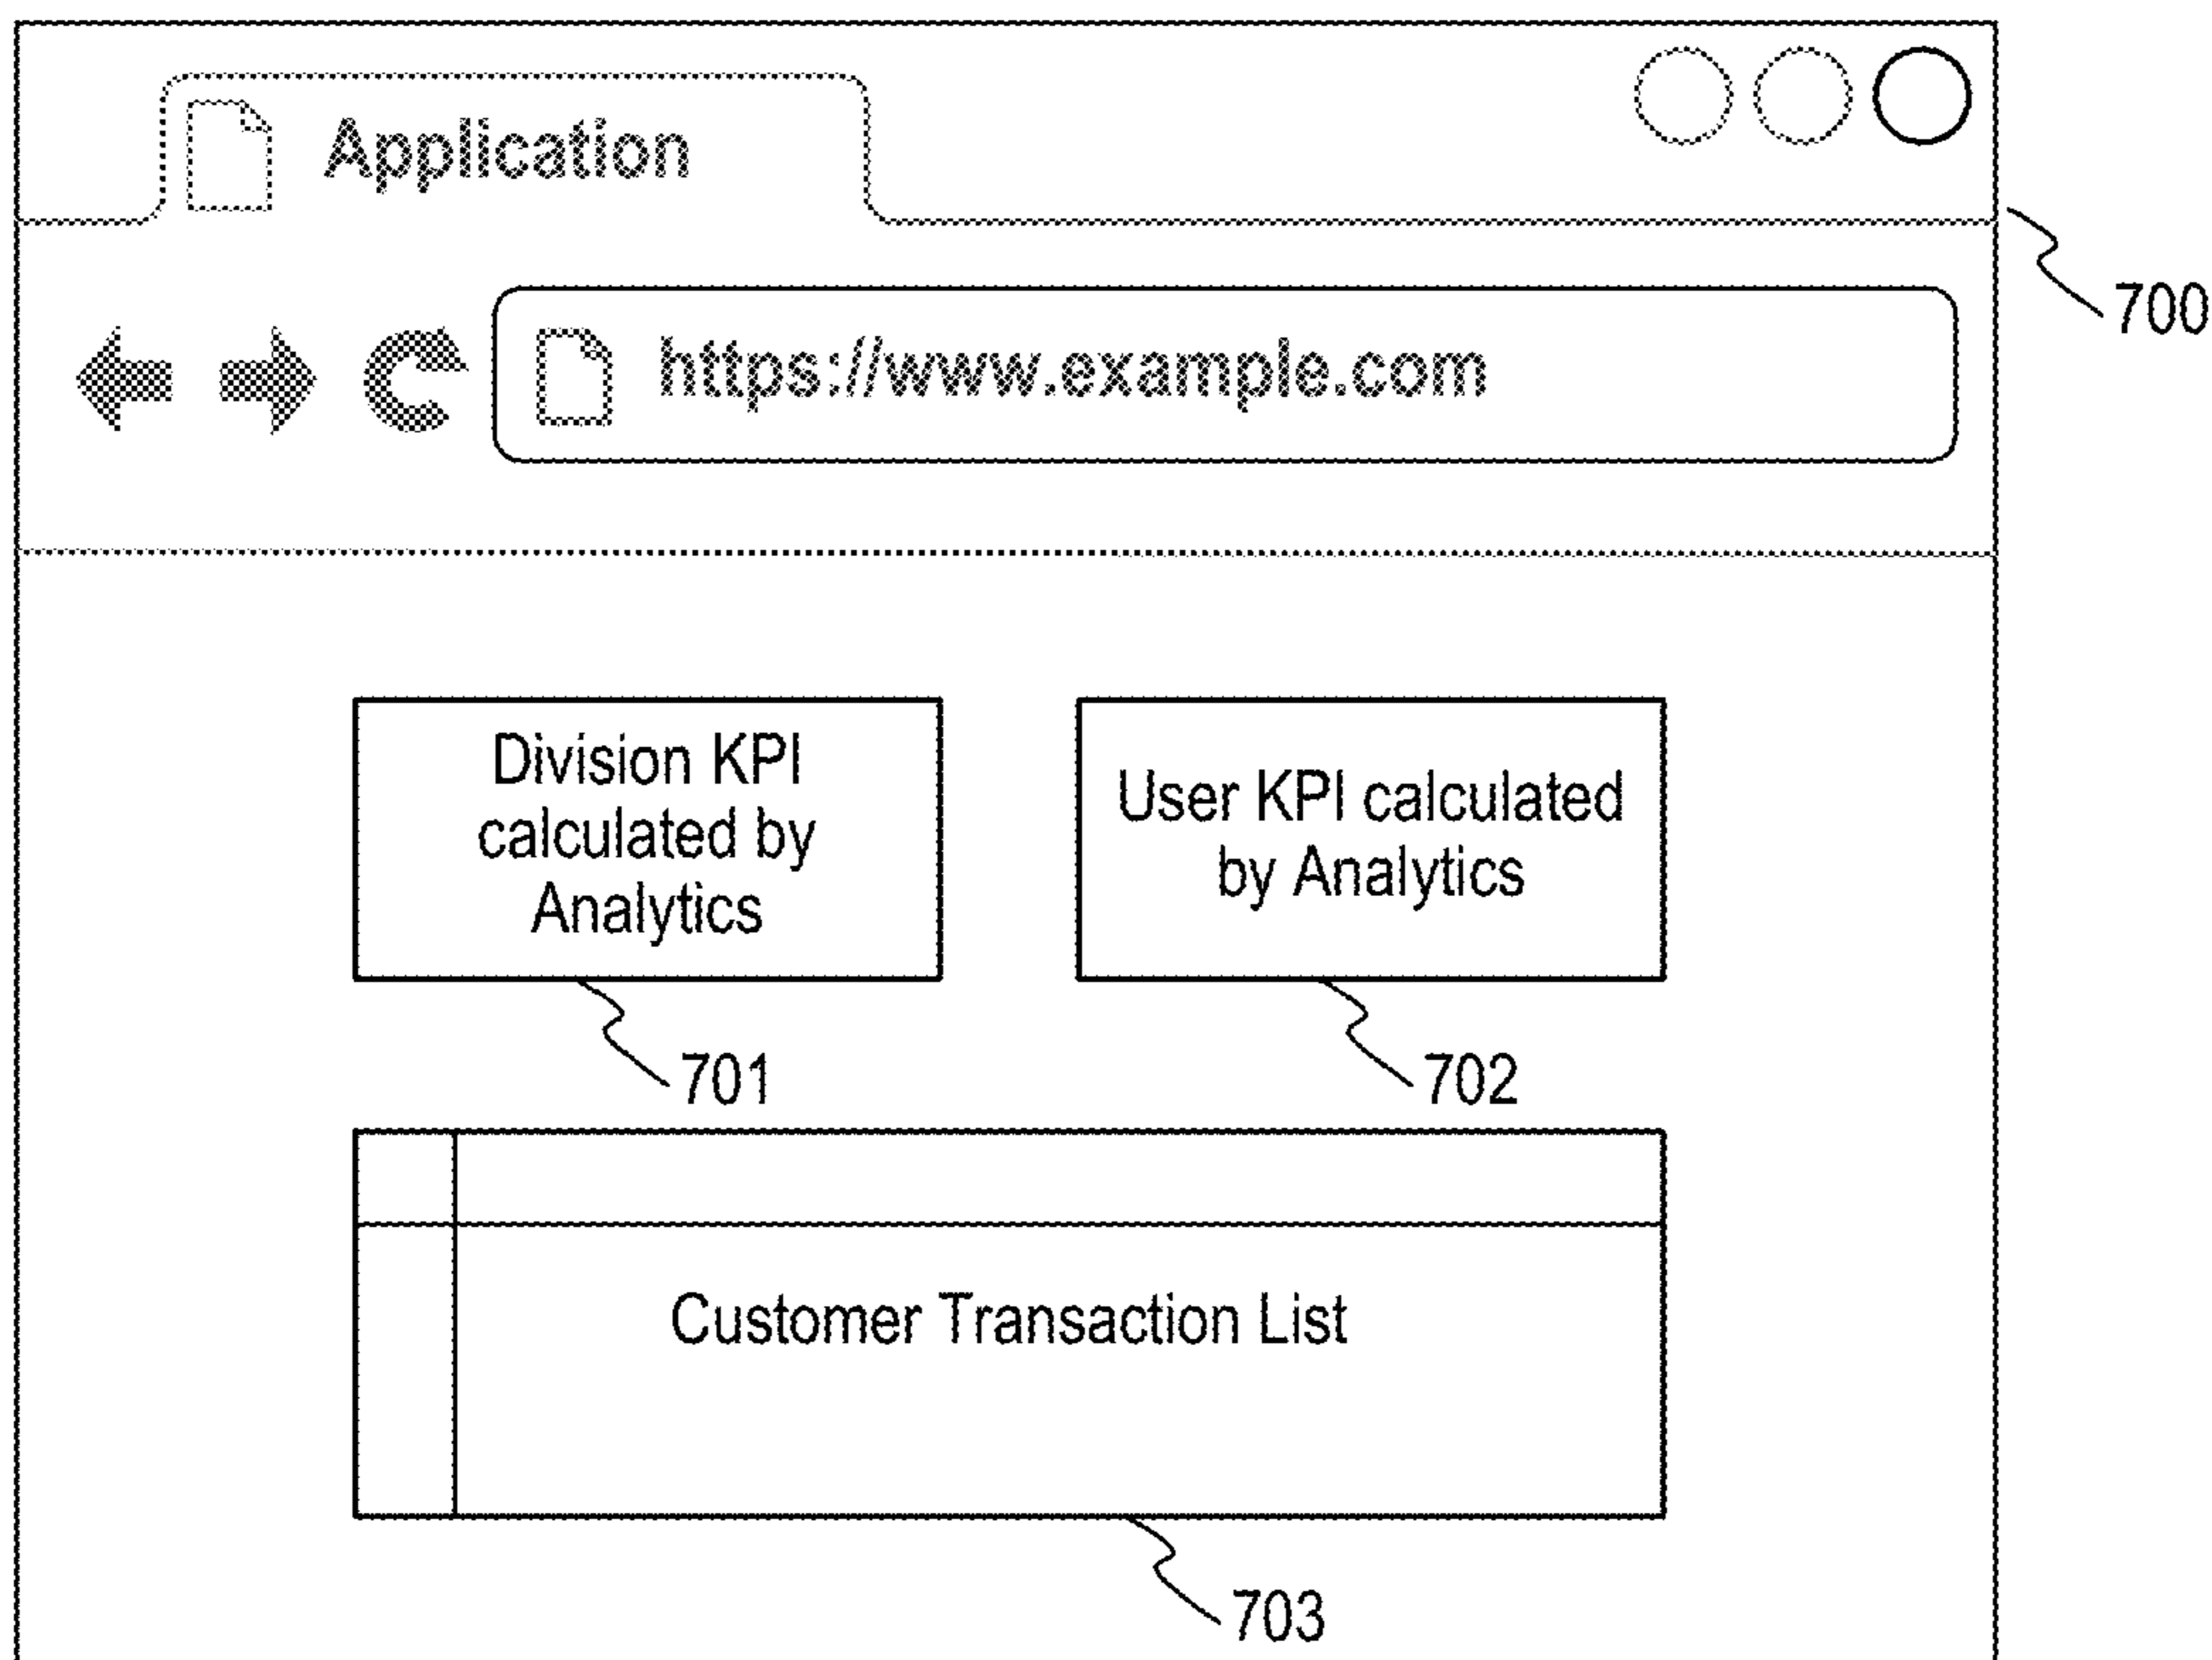 Application
700
https://www.example.com
Division KPI
calculated by
Analytics
User KPI calculated
by Analytics
701
702
Customer Transaction List
703